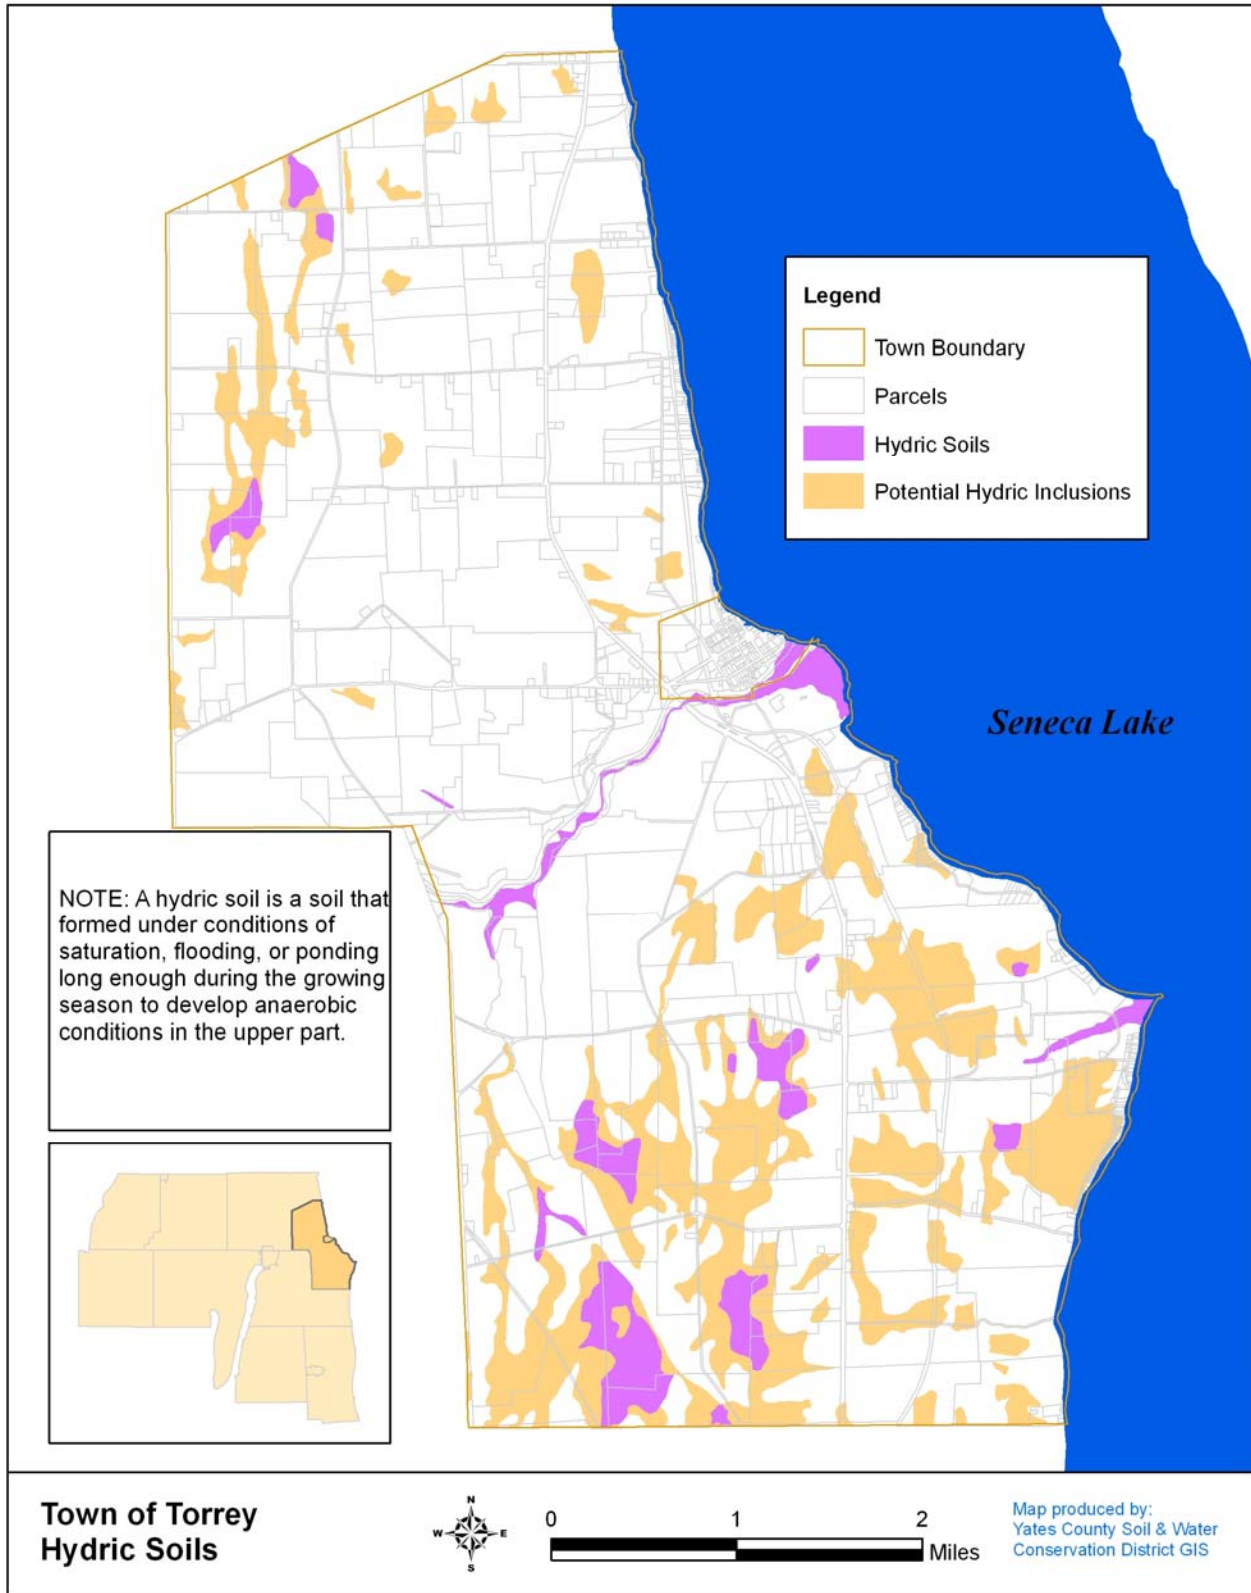 Legend
Town Boundary
Parcels
Hydric Soils
Potential Hydric Inclusions
Seneca Lake
NOTE: A hydric soil is a soil that
formed under conditions of
saturation, flooding, or ponding
long enough during the growing
season to develop anaerobic
conditions in the upper part.
Town of Torrey
Hydric Soils
N
W E
S
0 1 2
Miles
Map produced by:
Yates County Soil & Water
Conservation District GIS